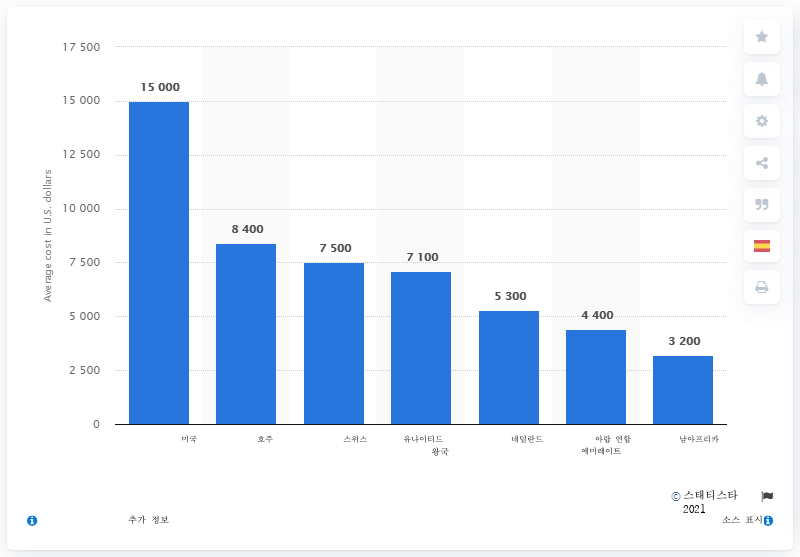 17 500
15 000
12 500
10 000
7 500
5 000
2 500
0
Average cost in U.S. dollars
15 000
8 400
7 500
7 100
5 300
4 400
3 200
미국
호주
스위스
유나이티드
왕국
네덜란드
아랍 연합
에미레이트
남아프리카
© 스태티스타
2021
추가 정보
소스 표시